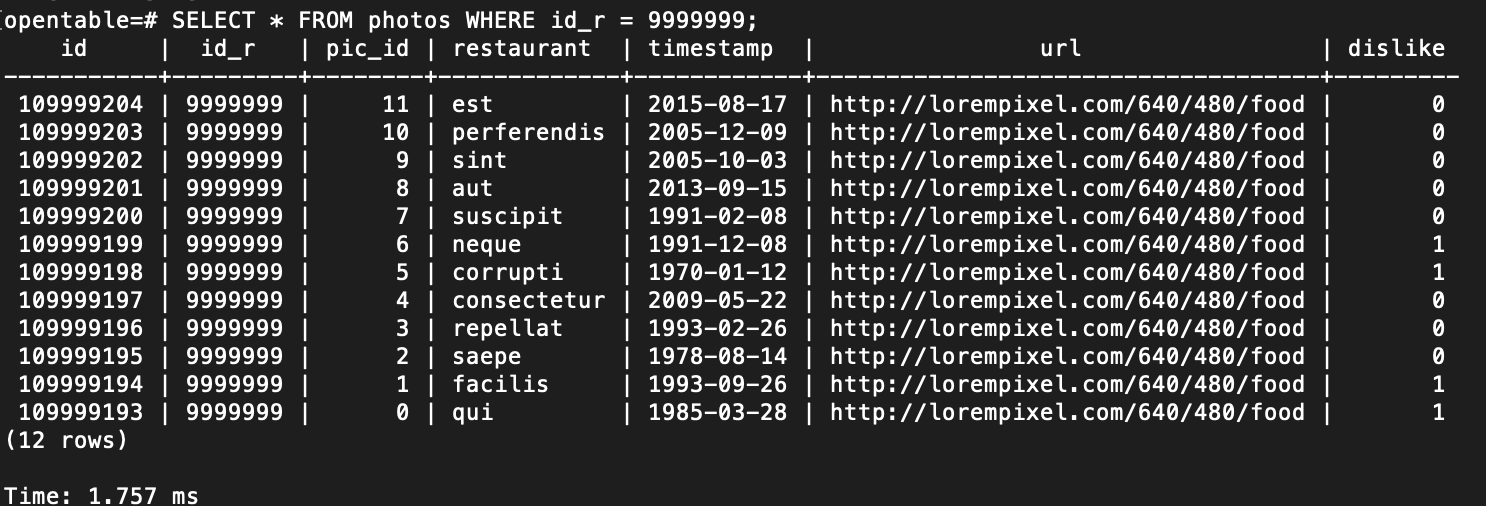 opentable=# SELECT * FROM photos WHERE id_r = 9999999;
    id     |  id_r   | pic_id | restaurant  | timestamp  |               url               | dislike
-----------+---------+--------+-------------+------------+---------------------------------+---------
 109999204 | 9999999 |     11 | est         | 2015-08-17 | http://lorempixel.com/640/480/food |       0
 109999203 | 9999999 |     10 | perferendis | 2005-12-09 | http://lorempixel.com/640/480/food |       0
 109999202 | 9999999 |      9 | sint        | 2005-10-03 | http://lorempixel.com/640/480/food |       0
 109999201 | 9999999 |      8 | aut         | 2013-09-15 | http://lorempixel.com/640/480/food |       0
 109999200 | 9999999 |      7 | suscipit    | 1991-02-08 | http://lorempixel.com/640/480/food |       0
 109999199 | 9999999 |      6 | neque       | 1991-12-08 | http://lorempixel.com/640/480/food |       1
 109999198 | 9999999 |      5 | corrupti    | 1970-01-12 | http://lorempixel.com/640/480/food |       1
 109999197 | 9999999 |      4 | consectetur | 2009-05-22 | http://lorempixel.com/640/480/food |       0
 109999196 | 9999999 |      3 | repellat    | 1993-02-26 | http://lorempixel.com/640/480/food |       0
 109999195 | 9999999 |      2 | saepe       | 1978-08-14 | http://lorempixel.com/640/480/food |       0
 109999194 | 9999999 |      1 | facilis     | 1993-09-26 | http://lorempixel.com/640/480/food |       1
 109999193 | 9999999 |      0 | qui         | 1985-03-28 | http://lorempixel.com/640/480/food |       1
(12 rows)
Time: 1.757 ms